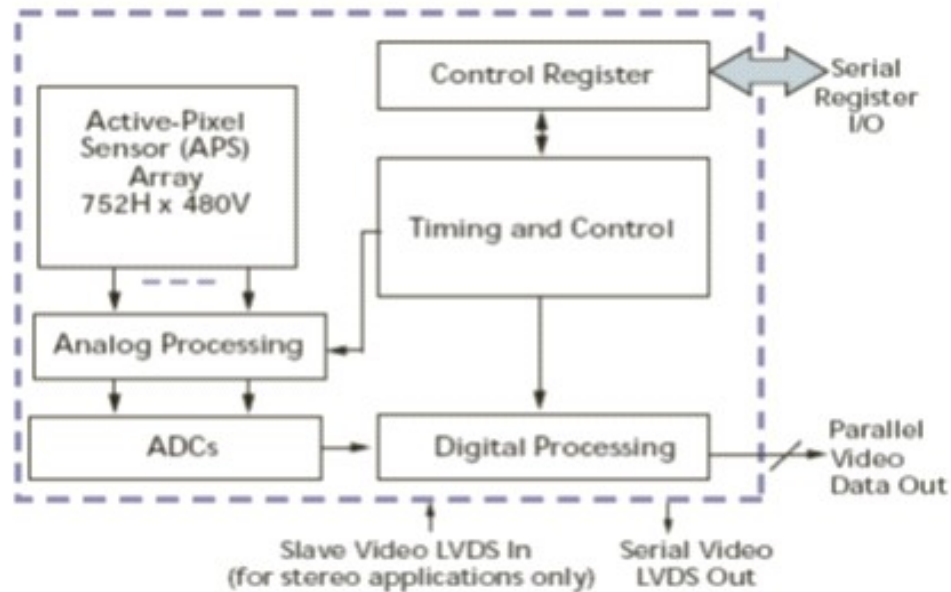 Control Register
Serial
Register
I/O
Active-Pixel
Sensor (APS)
Array
752H x 480V
Timing and Control
Analog Processing
ADCs
Digital Processing
Parallel
Video
Data Out
Slave Video LVDS In
(for stereo applications only)
Serial Video
LVDS Out